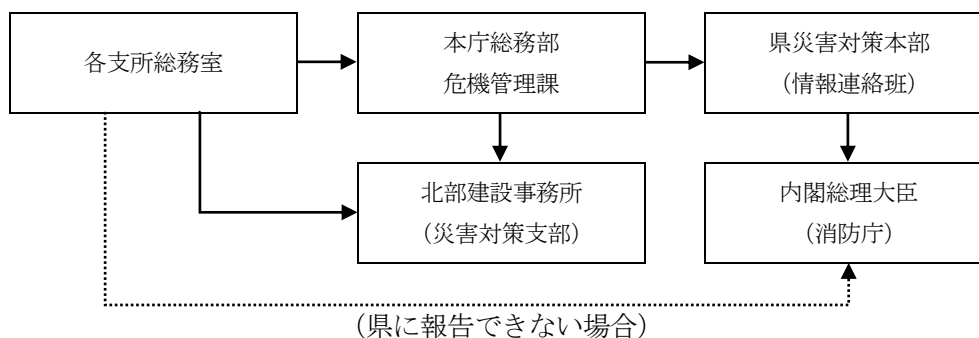 各支所総務室
本庁総務部
危機管理課
県災害対策本部
（情報連絡班）
北部建設事務所
（災害対策支部）
内閣総理大臣
（消防庁）
（県に報告できない場合）